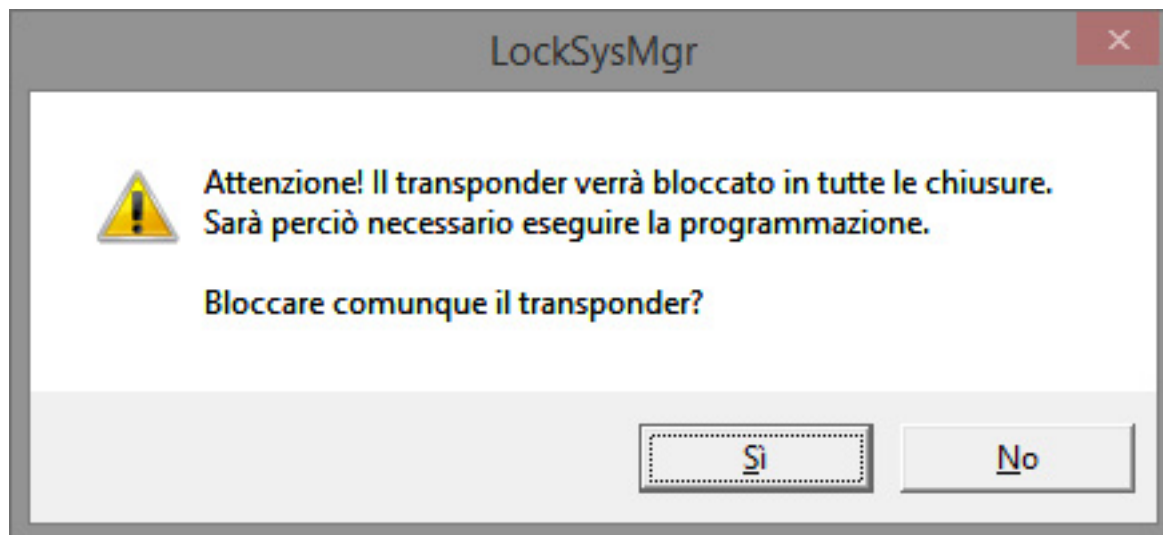 LockSysMgr
Attenzione! Il transponder verrà bloccato in tutte le chiusure.
Sarà perciò necessario eseguire la programmazione.
Bloccare comunque il transponder?
Sì
No